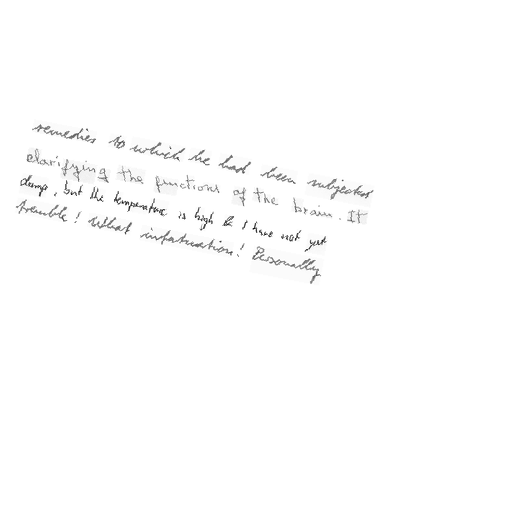 remedies to which he had been subjected
clarifying the functions of the brain. It
damp, but the temperature is high & I have not yet
tremble! What infatuation! Personally